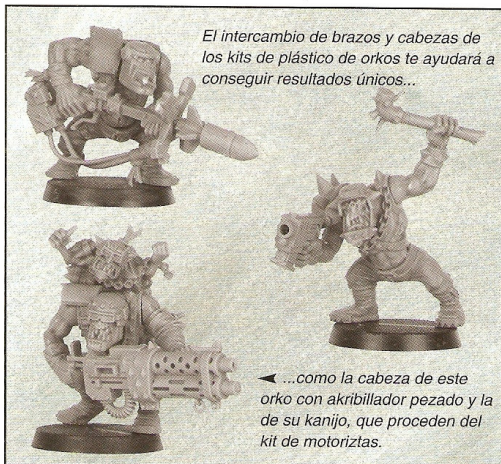 El intercambio de brazos y cabezas de
los kits de plástico de orkos te ayudará a
conseguir resultados únicos...
...como la cabeza de este
orko con akribillador pezado y la
de su kanijo, que proceden del
kit de motoriztas.